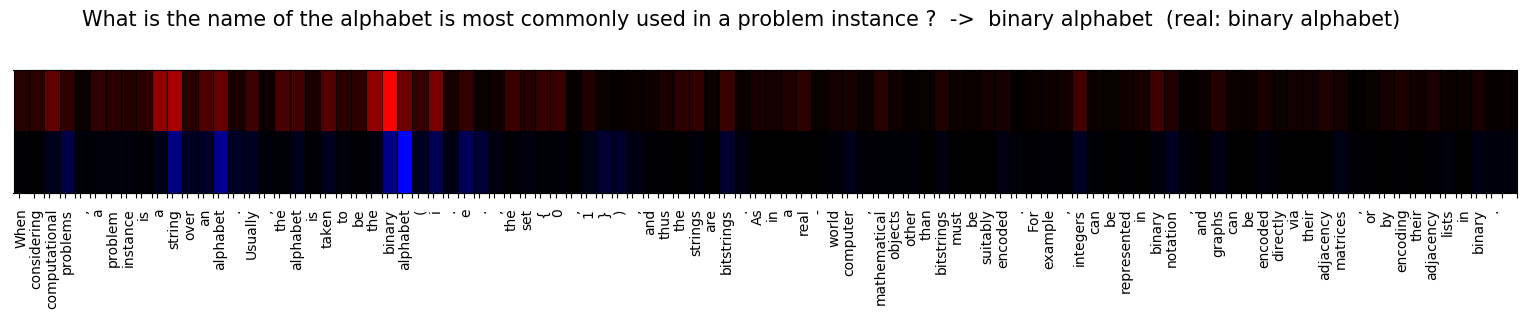 What is the name of the alphabet is most commonly used in a problem instance ? -> binary alphabet (real: binary alphabet)
When considering computational problems , a problem instance is a string over an alphabet . Usually , the alphabet is taken to be the binary alphabet ( i . e . , the set { 0 , 1 } ) , and thus the strings are bitstrings . As in a real - world computer , mathematical objects other than bitstrings must be suitably encoded . For example , integers can be represented in binary notation , and graphs can be encoded directly via their adjacency matrices , or by encoding their adjacency lists in binary .